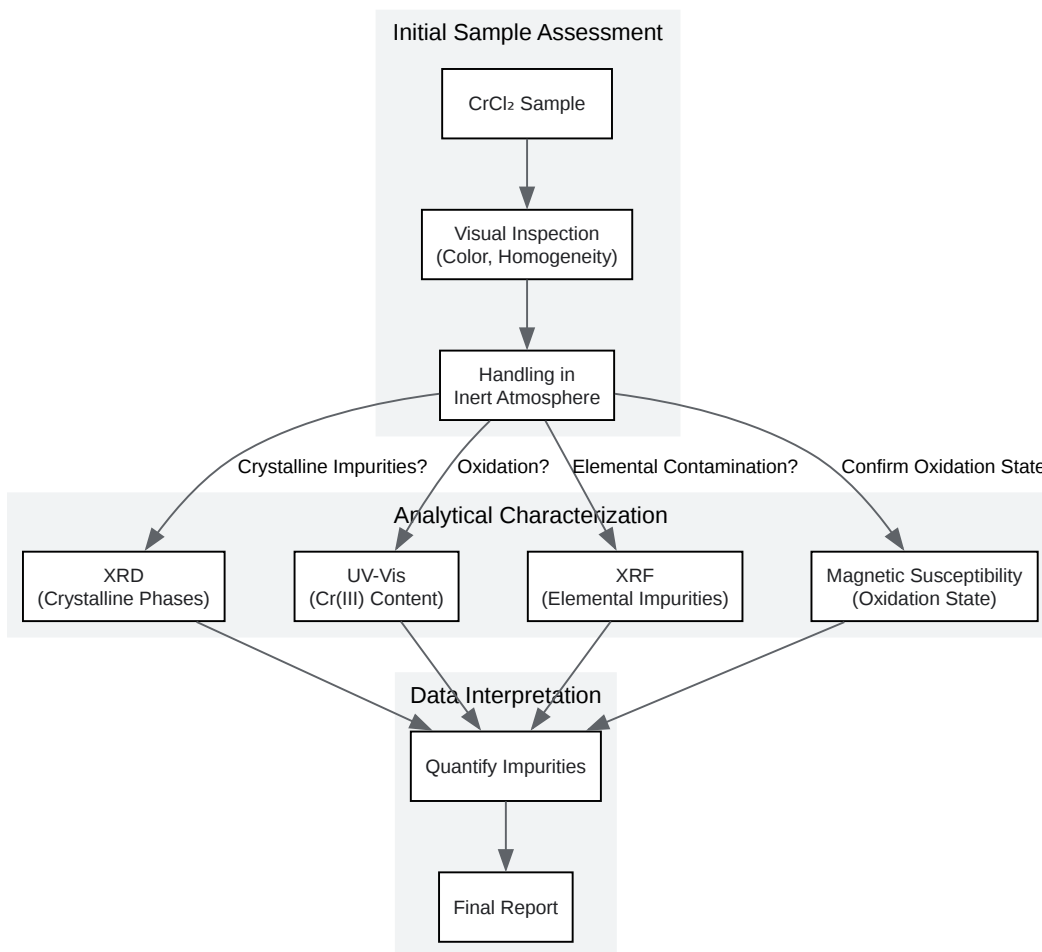 Initial Sample Assessment
CrCl₂ Sample
Visual Inspection
(Color, Homogeneity)
Handling in
Inert Atmosphere
Crystalline Impurities?
Oxidation?
Elemental Contamination?
Confirm Oxidation State
Analytical Characterization
XRD
(Crystalline Phases)
UV-Vis
(Cr(III) Content)
XRF
(Elemental Impurities)
Magnetic Susceptibility
(Oxidation State)
Data Interpretation
Quantify Impurities
Final Report